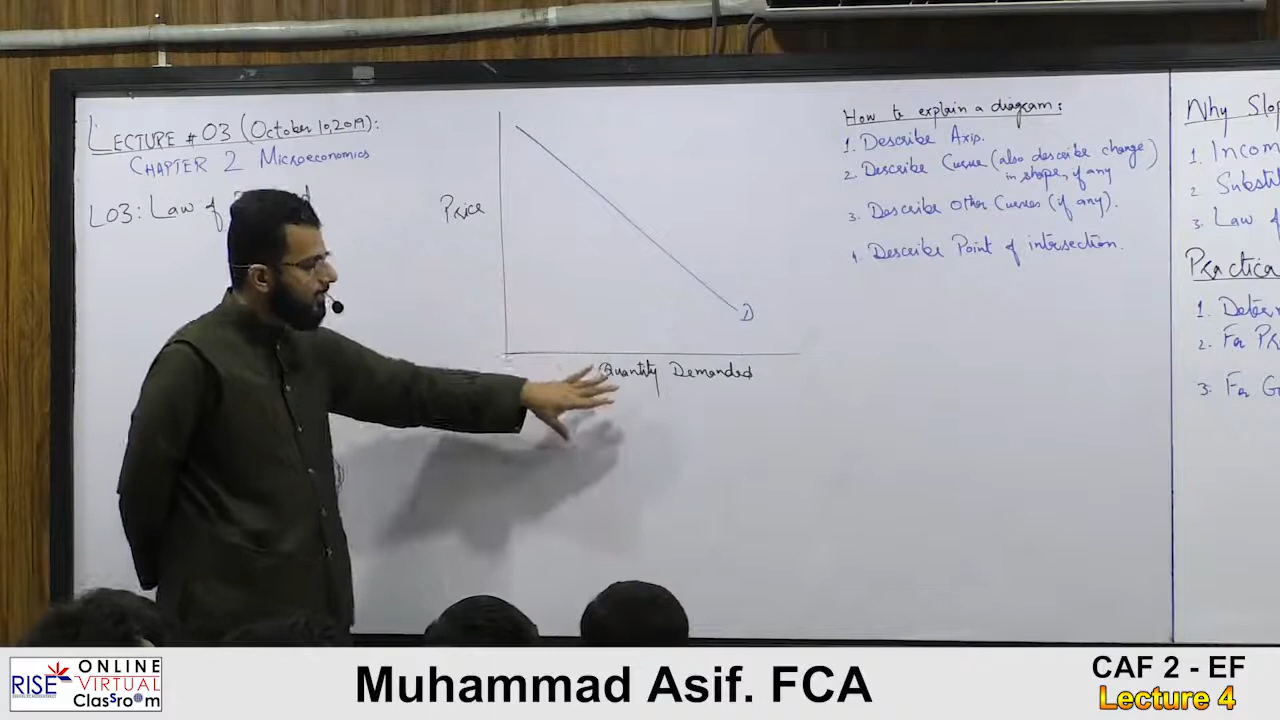 LECTURE # 03 (October 10, 2019):
CHAPTER 2 Microeconomics
LO3: Law of
Price
D
Quantity Demanded
How to explain a diagram:
1. Describe Axis.
2. Describe Curve (also describe change)
in shape, if any
3. Describe Other Curves (if any).
4. Describe Point of intersection.
Why Slop
1. Incom
2. Substit
3. Law of
Practica
1. Deter
2. For Pr
3. For G
RISE
ONLINE
VIRTUAL
ClassroOm
Muhammad Asif. FCA
CAF 2 - EF
Lecture 4